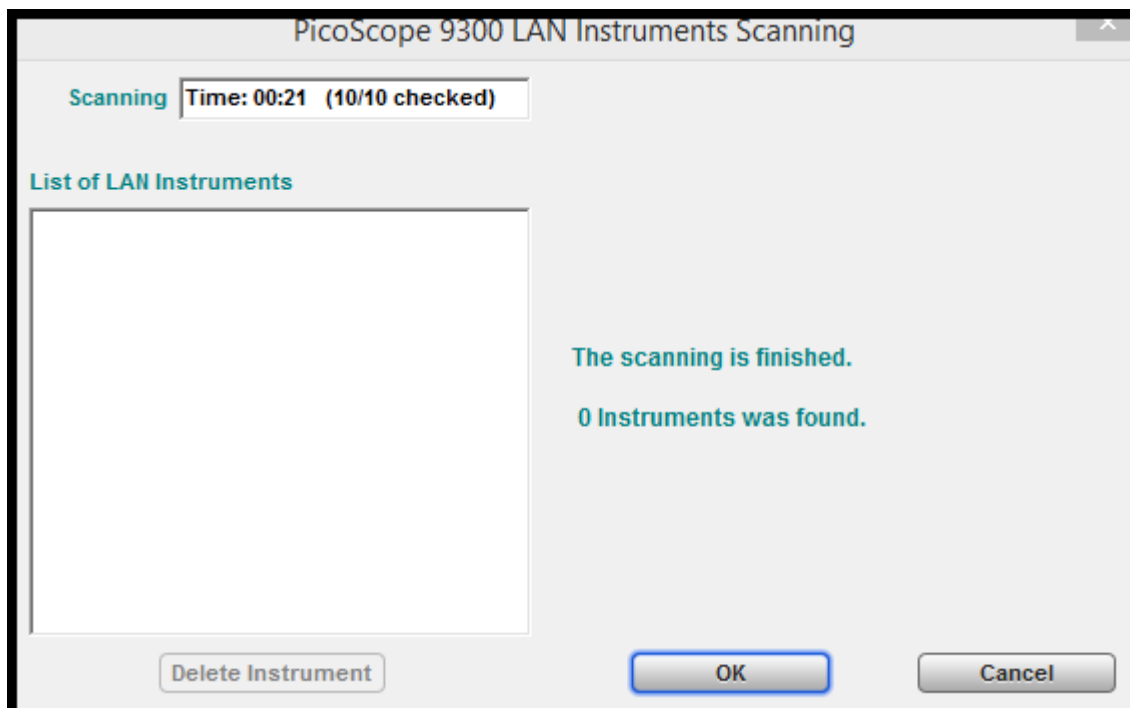 PicoScope 9300 LAN Instruments Scanning
Scanning Time: 00:21 (10/10 checked)
List of LAN Instruments
The scanning is finished.
0 Instruments was found.
Delete Instrument OK Cancel